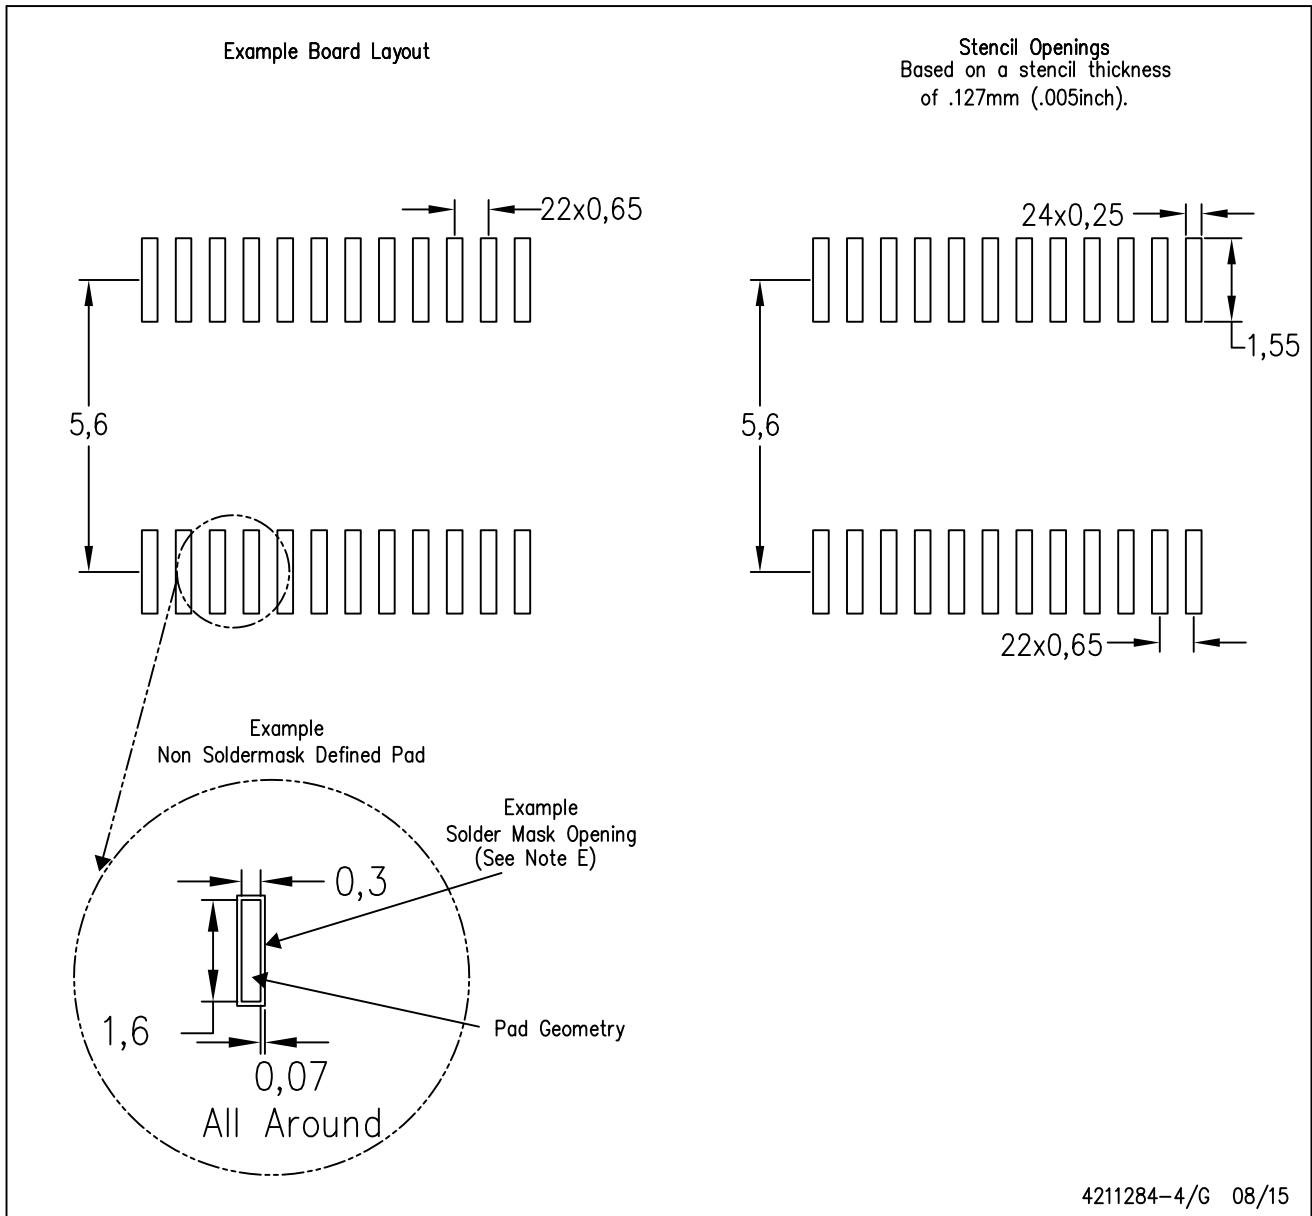 Example Board Layout
Stencil Openings
Based on a stencil thickness
of .127mm (.005inch).
22x0,65
24x0,25
1,55
5,6
5,6
22x0,65
Example
Non Soldermask Defined Pad
Example
Solder Mask Opening
(See Note E)
0,3
1,6
Pad Geometry
0,07
All Around
4211284-4/G 08/15